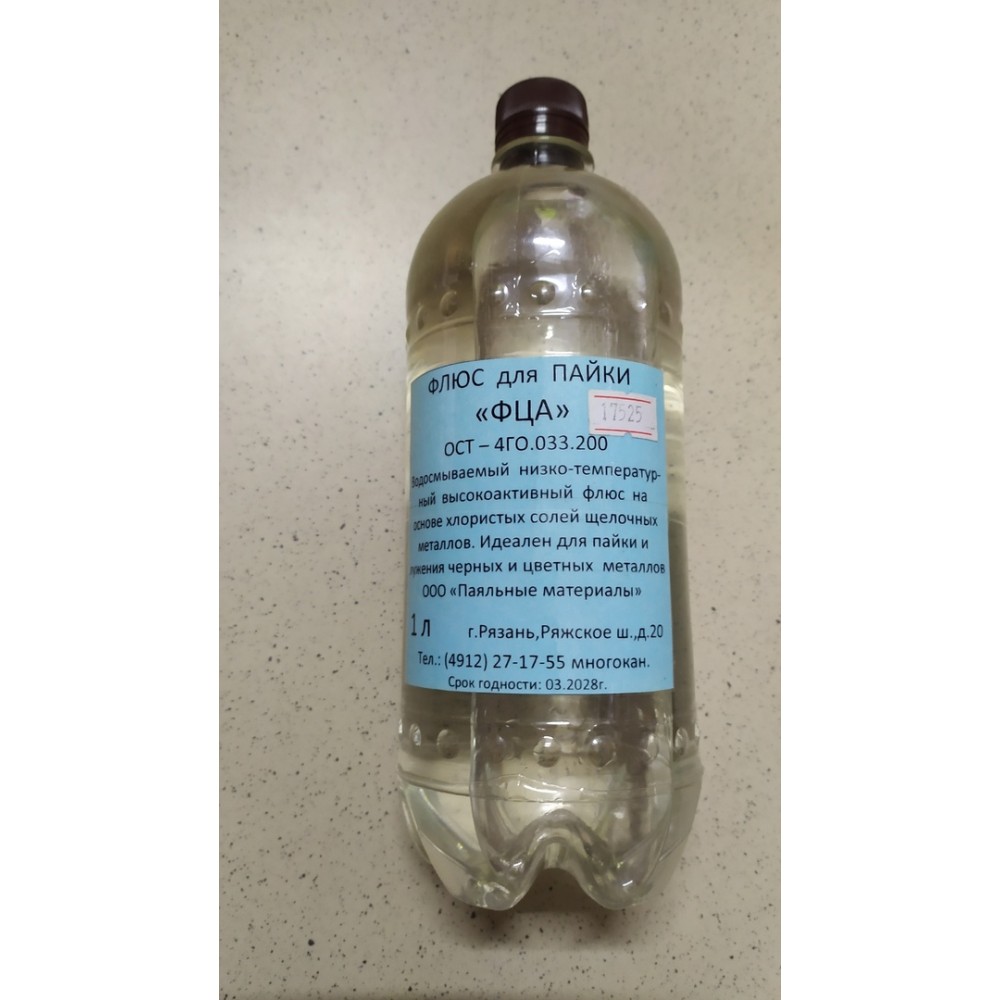 ФЛЮС для ПАЙКИ
«ФЦА»
17525
ОСТ – 4ГО.033.200
Водосмываемый низко-температур-
ный высокоактивный флюс на
основе хлористых солей щелочных
металлов. Идеален для пайки и
лужения черных и цветных металлов
ООО «Паяльные материалы»
1 л г.Рязань,Ряжское ш.,д.20
Тел.: (4912) 27-17-55 многокан.
Срок годности: 03.2028г.